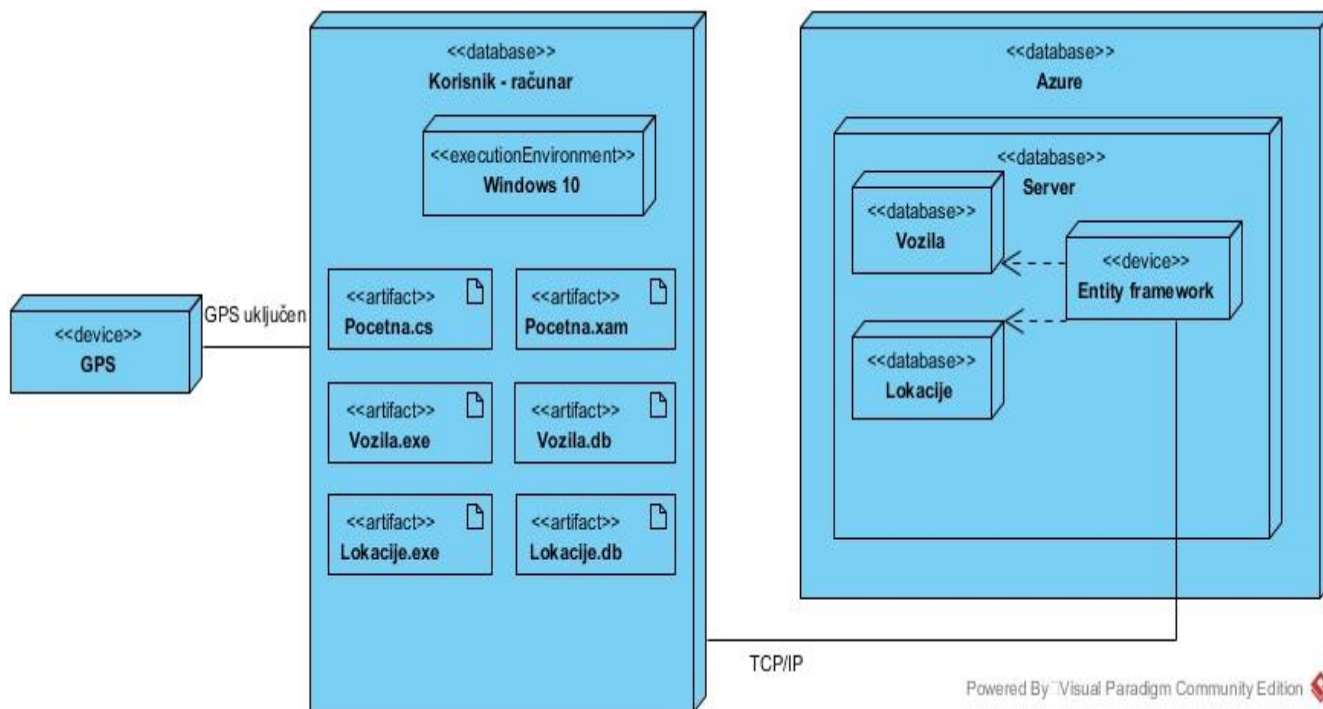 <<database>>
Korisnik - računar
<<executionEnvironment>>
Windows 10
<<artifact>>
Pocetna.cs
<<artifact>>
Pocetna.xam
<<artifact>>
Vozila.exe
<<artifact>>
Vozila.db
<<artifact>>
Lokacije.exe
<<artifact>>
Lokacije.db
GPS uključen
<<device>>
GPS
<<database>>
Azure
<<database>>
Server
<<database>>
Vozila
<<device>>
Entity framework
<<database>>
Lokacije
TCP/IP
Powered By Visual Paradigm Community Edition